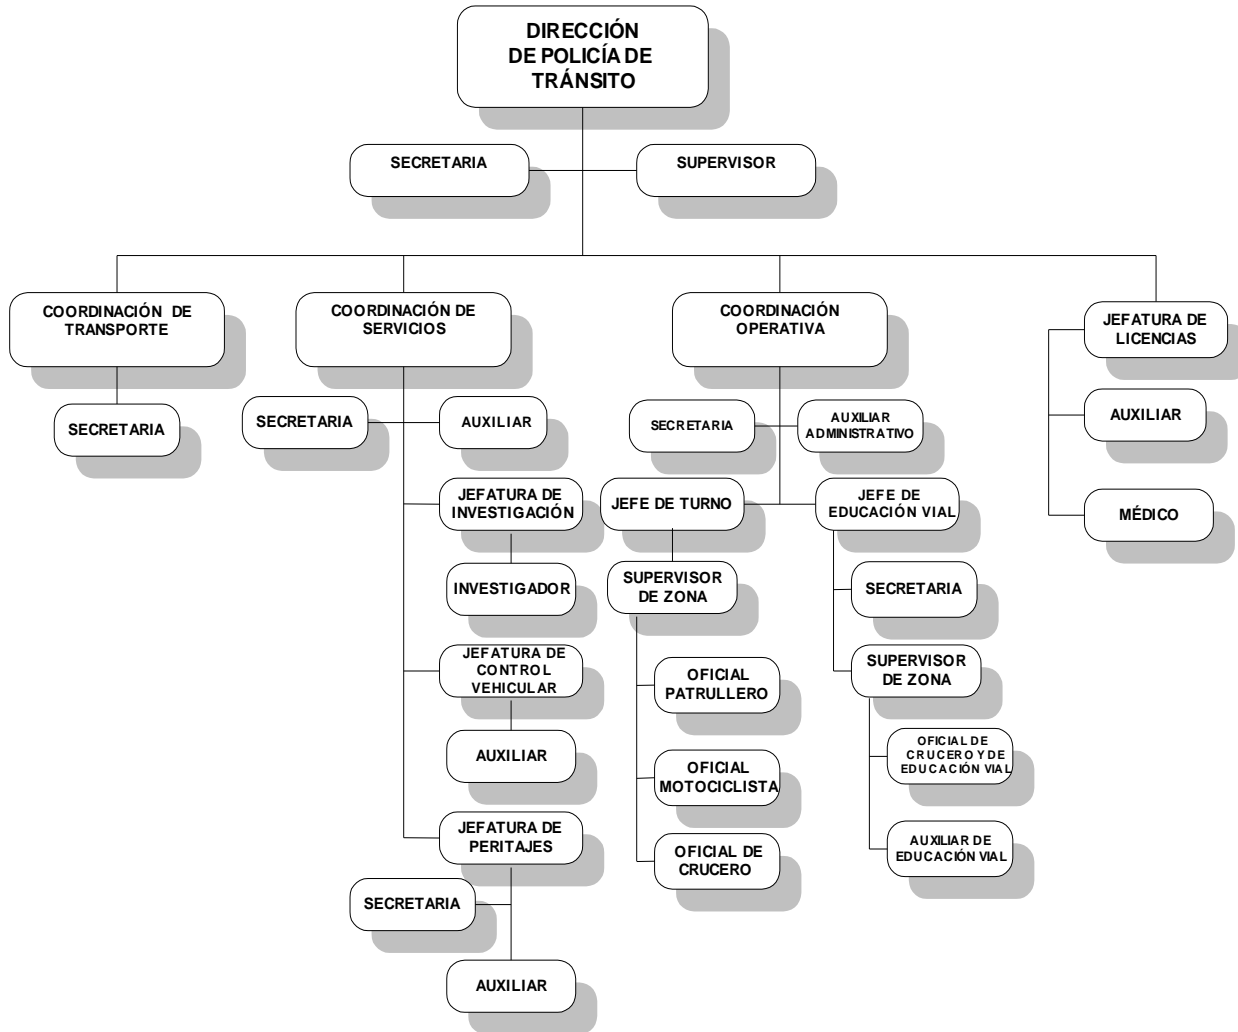 DIRECCIÓN
DE POLICÍA DE
TRÁNSITO
SECRETARIA
SUPERVISOR
COORDINACIÓN DE
TRANSPORTE
SECRETARIA
COORDINACIÓN DE
SERVICIOS
SECRETARIA
AUXILIAR
JEFATURA DE
INVESTIGACIÓN
INVESTIGADOR
JEFATURA DE
CONTROL
VEHICULAR
AUXILIAR
JEFATURA DE
PERITAJES
SECRETARIA
AUXILIAR
COORDINACIÓN
OPERATIVA
SECRETARIA
AUXILIAR
ADMINISTRATIVO
JEFE DE TURNO
SUPERVISOR
DE ZONA
OFICIAL
PATRULLERO
OFICIAL
MOTOCICLISTA
OFICIAL DE
CRUCERO
JEFE DE
EDUCACIÓN VIAL
SECRETARIA
SUPERVISOR
DE ZONA
OFICIAL DE
CRUCERO Y DE
EDUCACIÓN VIAL
AUXILIAR DE
EDUCACIÓN VIAL
JEFATURA DE
LICENCIAS
AUXILIAR
MÉDICO